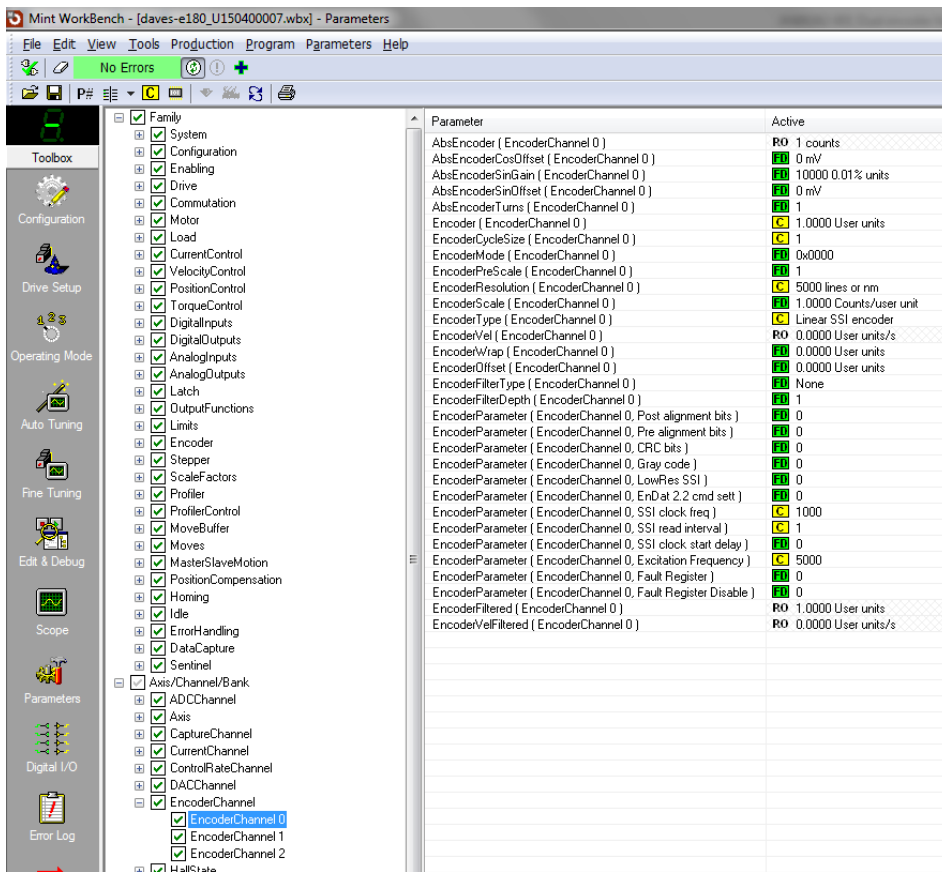 Mint WorkBench - [daves-e180_U150400007.wbx] - Parameters
File Edit View Tools Production Program Parameters Help
No Errors
P# C
Toolbox
Configuration
Drive Setup
Operating Mode
Auto Tuning
Fine Tuning
Edit & Debug
Scope
Parameters
Digital I/O
Error Log
Family
System
Configuration
Enabling
Drive
Commutation
Motor
Load
CurrentControl
VelocityControl
PositionControl
TorqueControl
DigitalInputs
DigitalOutputs
AnalogInputs
AnalogOutputs
Latch
OutputFunctions
Limits
Encoder
Stepper
ScaleFactors
Profiler
ProfilerControl
MoveBuffer
Moves
MasterSlaveMotion
PositionCompensation
Homing
Idle
ErrorHandling
DataCapture
Sentinel
Axis/Channel/Bank
ADCChannel
Axis
CaptureChannel
CurrentChannel
ControlRateChannel
DACChannel
EncoderChannel
EncoderChannel 0
EncoderChannel 1
EncoderChannel 2
HallState
Parameter Active
AbsEncoder ( EncoderChannel 0 ) RO 1 counts
AbsEncoderCosOffset ( EncoderChannel 0 ) FD 0 mV
AbsEncoderSinGain ( EncoderChannel 0 ) FD 10000 0.01% units
AbsEncoderSinOffset ( EncoderChannel 0 ) FD 0 mV
AbsEncoderTurns ( EncoderChannel 0 ) FD 1
Encoder ( EncoderChannel 0 ) C 1.0000 User units
EncoderCycleSize ( EncoderChannel 0 ) C 1
EncoderMode ( EncoderChannel 0 ) FD 0x0000
EncoderPreScale ( EncoderChannel 0 ) FD 1
EncoderResolution ( EncoderChannel 0 ) C 5000 lines or nm
EncoderScale ( EncoderChannel 0 ) FD 1.0000 Counts/user unit
EncoderType ( EncoderChannel 0 ) C Linear SSI encoder
EncoderVel ( EncoderChannel 0 ) RO 0.0000 User units/s
EncoderWrap ( EncoderChannel 0 ) FD 0.0000 User units
EncoderOffset ( EncoderChannel 0 ) FD 0.0000 User units
EncoderFilterType ( EncoderChannel 0 ) FD None
EncoderFilterDepth ( EncoderChannel 0 ) FD 1
EncoderParameter ( EncoderChannel 0, Post alignment bits ) FD 0
EncoderParameter ( EncoderChannel 0, Pre alignment bits ) FD 0
EncoderParameter ( EncoderChannel 0, CRC bits ) FD 0
EncoderParameter ( EncoderChannel 0, Gray code ) FD 0
EncoderParameter ( EncoderChannel 0, LowRes SSI ) FD 0
EncoderParameter ( EncoderChannel 0, EnDat 2.2 cmd sett ) FD 0
EncoderParameter ( EncoderChannel 0, SSI clock freq ) C 1000
EncoderParameter ( EncoderChannel 0, SSI read interval ) C 1
EncoderParameter ( EncoderChannel 0, SSI clock start delay ) FD 0
EncoderParameter ( EncoderChannel 0, Excitation Frequency ) C 5000
EncoderParameter ( EncoderChannel 0, Fault Register ) FD 0
EncoderParameter ( EncoderChannel 0, Fault Register Disable ) FD 0
EncoderFiltered ( EncoderChannel 0 ) RO 1.0000 User units
EncoderVelFiltered ( EncoderChannel 0 ) RO 0.0000 User units/s